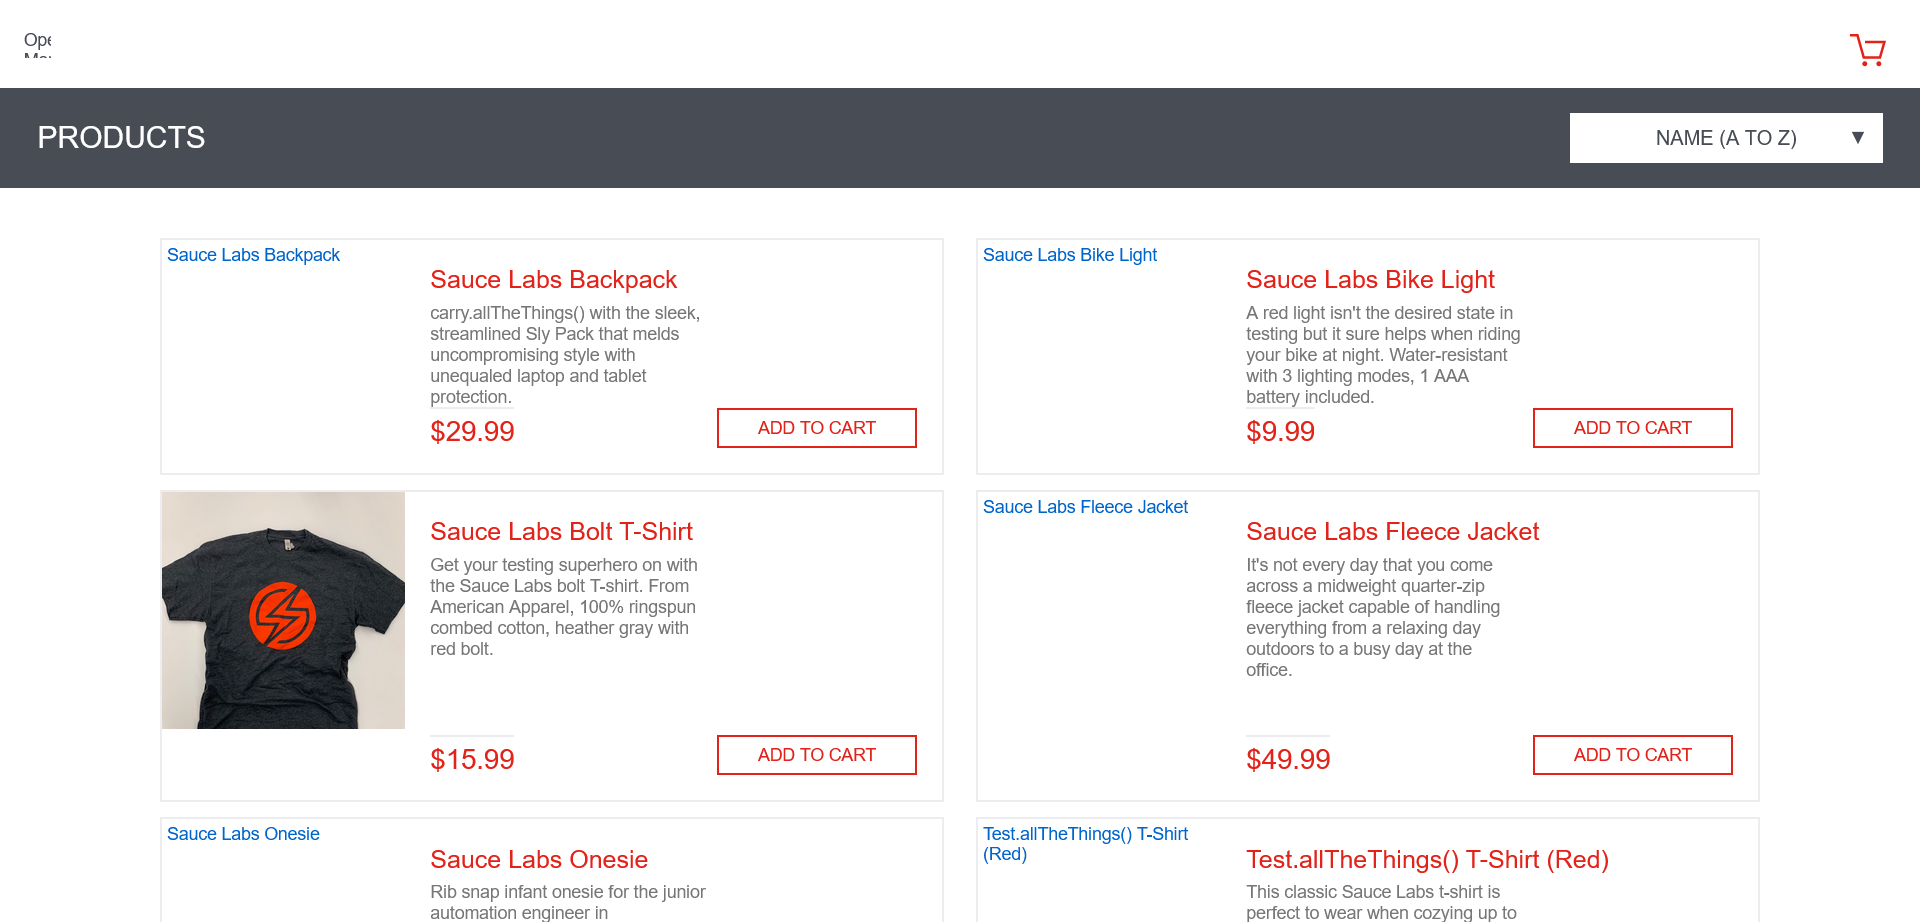 PRODUCTS
NAME (A TO Z) ▼
Sauce Labs Backpack
Sauce Labs Backpack
carry.allTheThings() with the sleek,
streamlined Sly Pack that melds
uncompromising style with
unequaled laptop and tablet
protection.
$29.99
ADD TO CART
Sauce Labs Bike Light
Sauce Labs Bike Light
A red light isn't the desired state in
testing but it sure helps when riding
your bike at night. Water-resistant
with 3 lighting modes, 1 AAA
battery included.
$9.99
ADD TO CART
Sauce Labs Bolt T-Shirt
Get your testing superhero on with
the Sauce Labs bolt T-shirt. From
American Apparel, 100% ringspun
combed cotton, heather gray with
red bolt.
$15.99
ADD TO CART
Sauce Labs Fleece Jacket
Sauce Labs Fleece Jacket
It's not every day that you come
across a midweight quarter-zip
fleece jacket capable of handling
everything from a relaxing day
outdoors to a busy day at the
office.
$49.99
ADD TO CART
Sauce Labs Onesie
Sauce Labs Onesie
Rib snap infant onesie for the junior
automation engineer in
Test.allTheThings() T-Shirt
(Red)
Test.allTheThings() T-Shirt (Red)
This classic Sauce Labs t-shirt is
perfect to wear when cozying up to